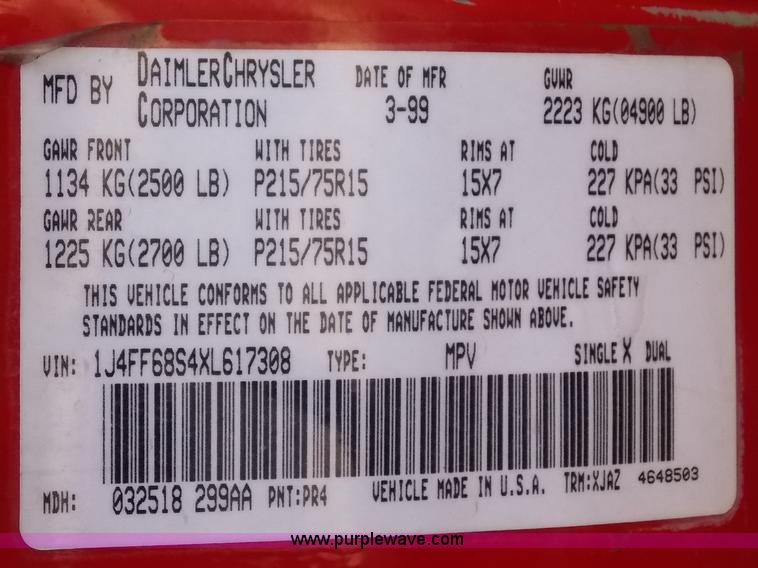 MFD BY DAIMLERCHRYSLER CORPORATION DATE OF MFR 3-99 GVWR 2223 KG(04900 LB)
GAWR FRONT WITH TIRES RIMS AT COLD
1134 KG(2500 LB) P215/75R15 15X7 227 KPA(33 PSI)
GAWR REAR WITH TIRES RIMS AT COLD
1225 KG(2700 LB) P215/75R15 15X7 227 KPA(33 PSI)
THIS VEHICLE CONFORMS TO ALL APPLICABLE FEDERAL MOTOR VEHICLE SAFETY
STANDARDS IN EFFECT ON THE DATE OF MANUFACTURE SHOWN ABOVE.
VIN: 1J4FF68S4XL617308 TYPE: MPV SINGLE X DUAL
MDH: 032518 299AA PNT:PR4 VEHICLE MADE IN U.S.A. TRM:XJAZ 4648503
www.purplewave.com